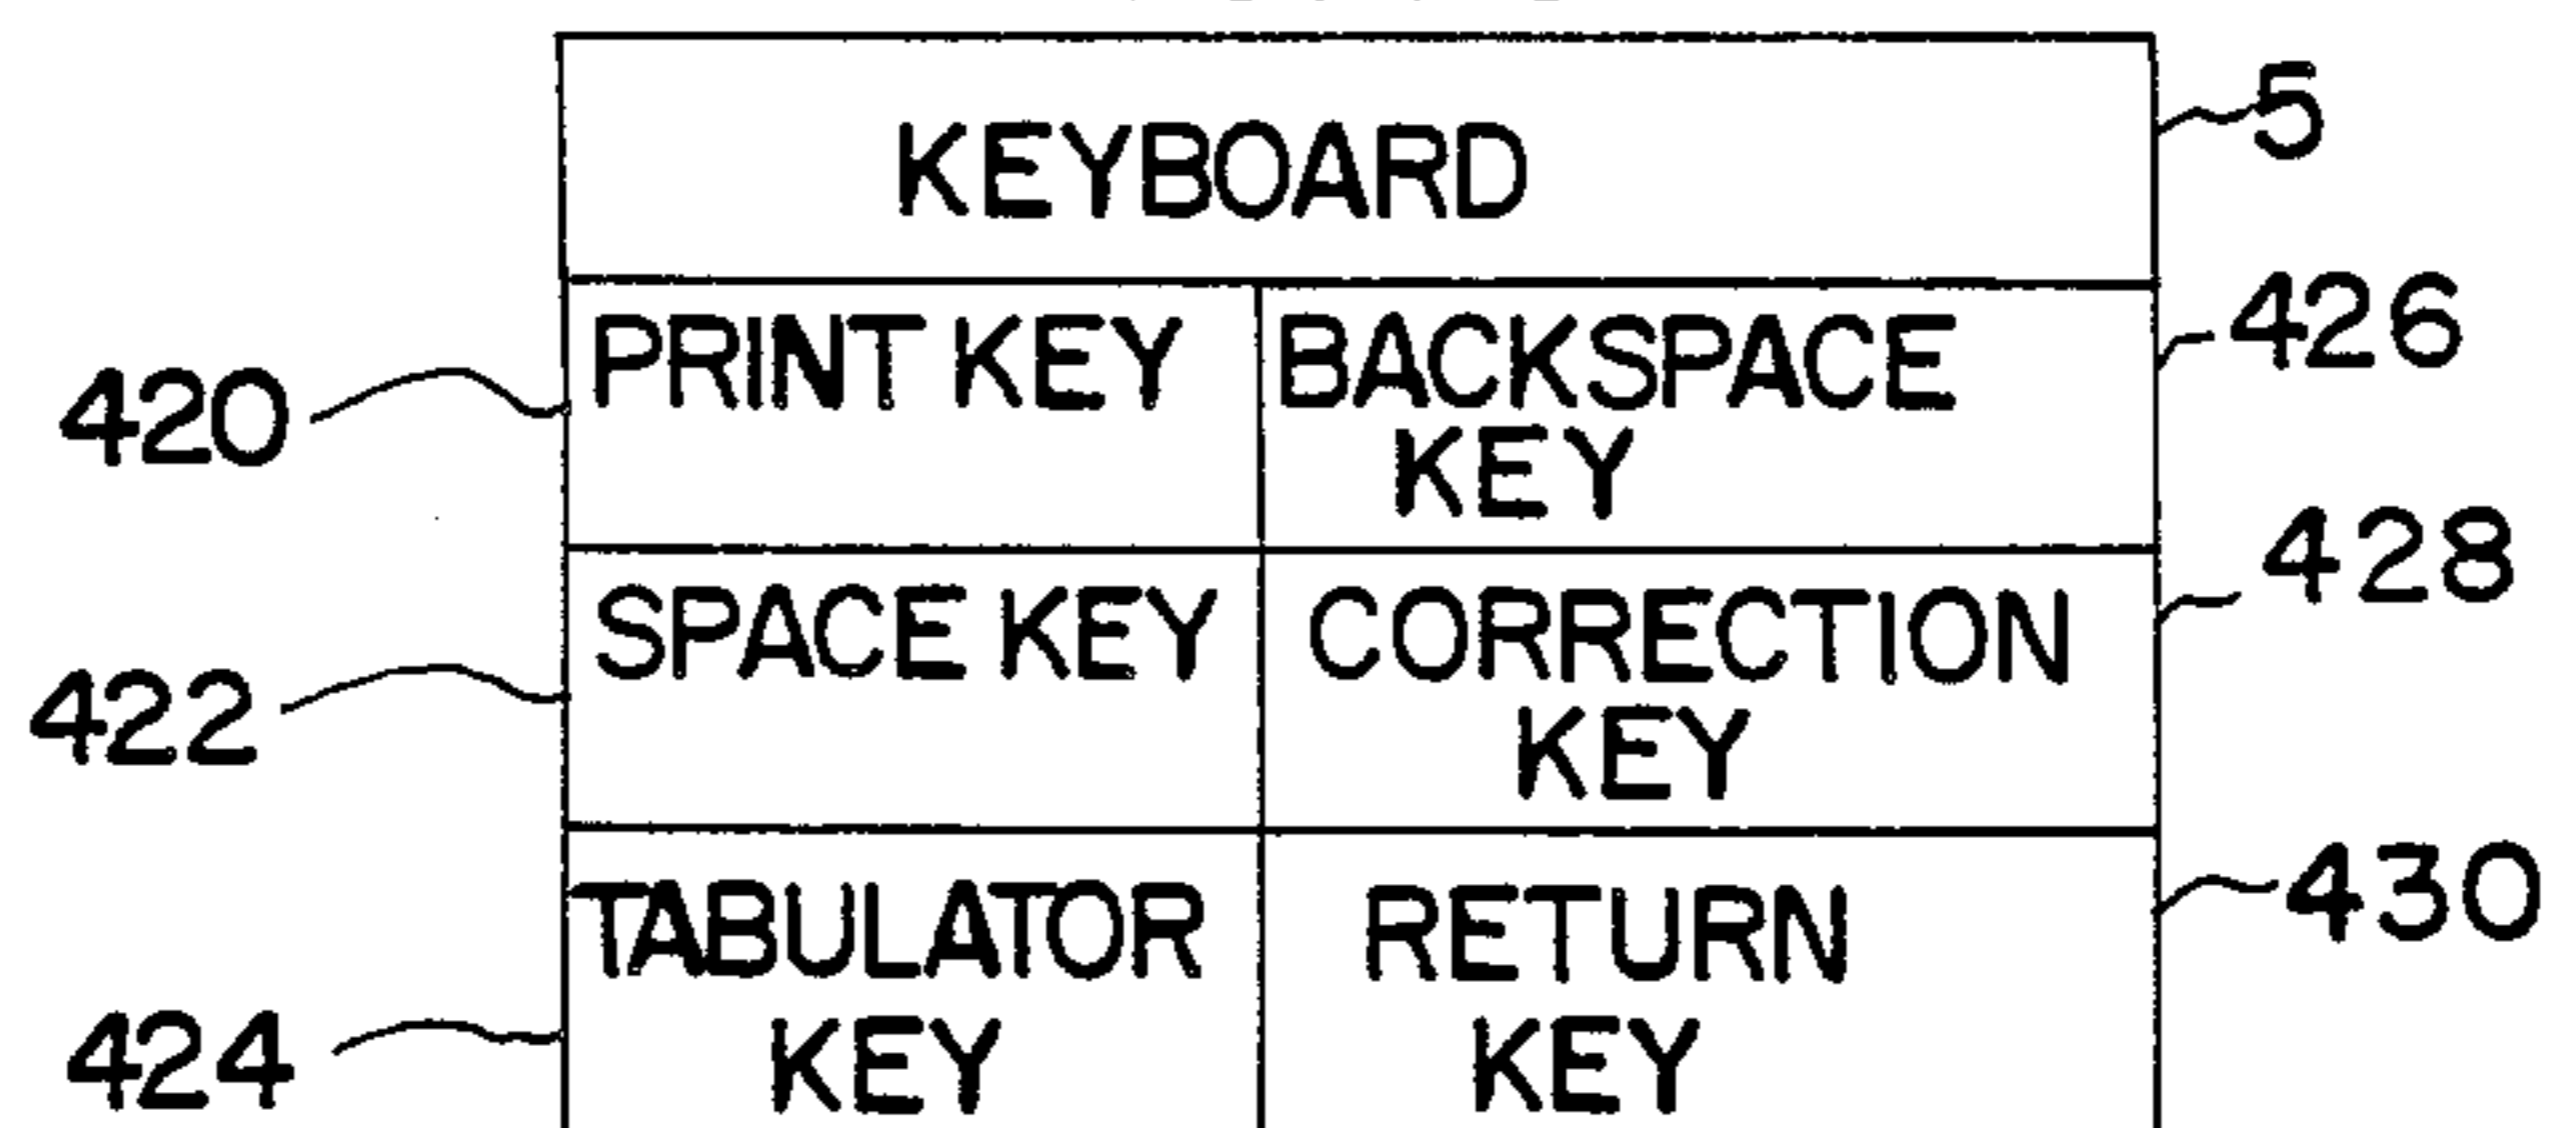 KEYBOARD 5
420 PRINT KEY BACKSPACE 426
KEY
422 SPACE KEY CORRECTION 428
KEY
TABULATOR RETURN 430
424 KEY KEY